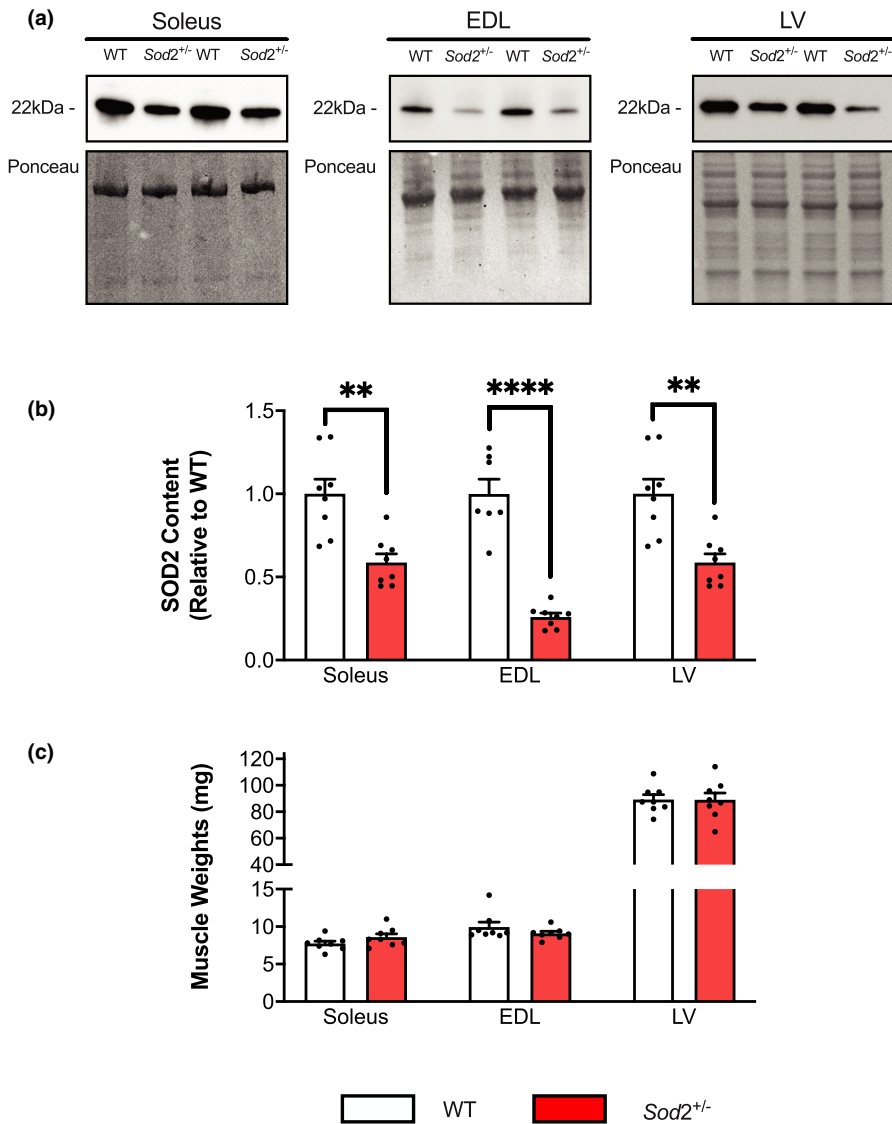 (a)
Soleus EDL LV
WT Sod2+/- WT Sod2+/- WT Sod2+/- WT Sod2+/- WT Sod2+/- WT Sod2+/-
22kDa - 22kDa - 22kDa -
Ponceau Ponceau Ponceau
(b)
SOD2 Content
(Relative to WT)
** **** **
1.5
1.0
0.5
0.0
Soleus EDL LV
(c)
Muscle Weights (mg)
120
100
80
60
40
15
10
5
0
Soleus EDL LV
WT Sod2+/-